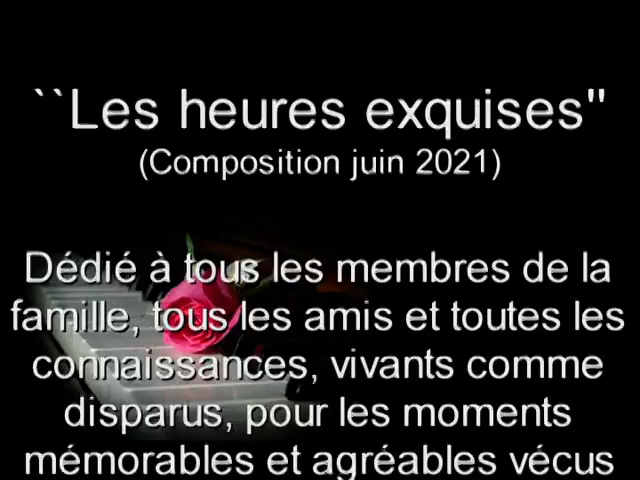 ``Les heures exquises"
(Composition juin 2021)
Dédié à tous les membres de la
famille, tous les amis et toutes les
connaissances, vivants comme
disparus, pour les moments
mémorables et agréables vécus